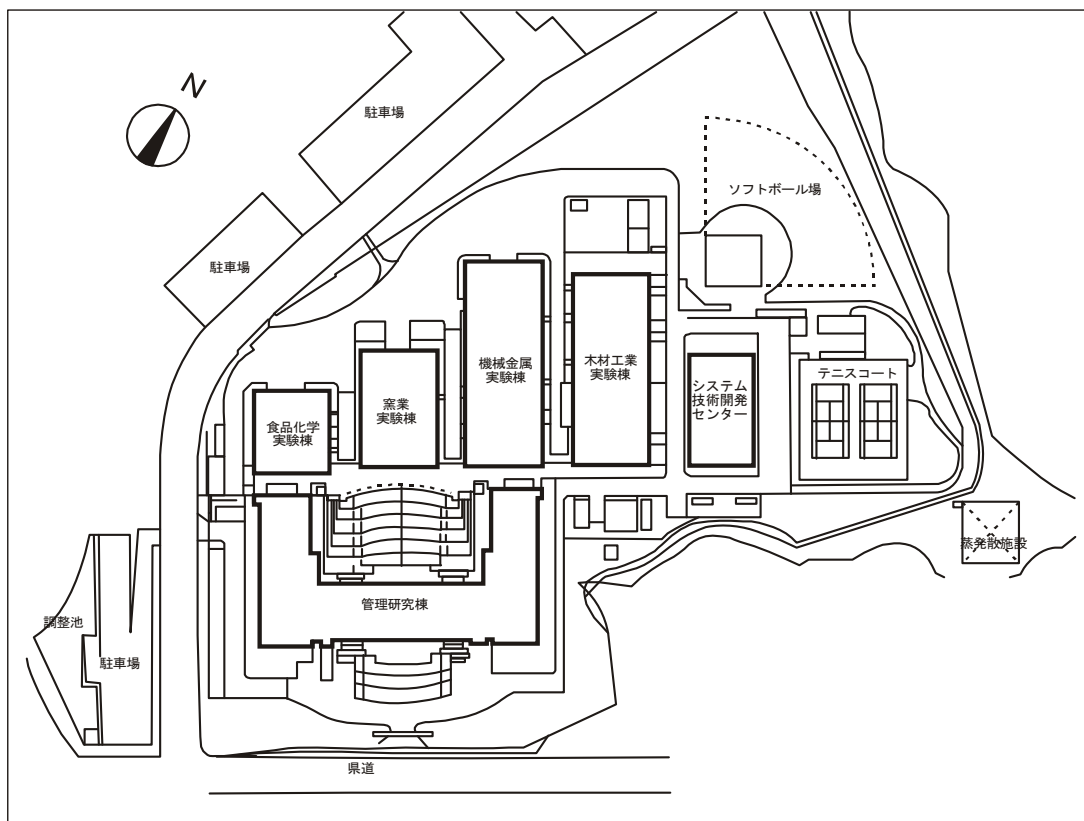 N
駐車場
ソフトボール場
駐車場
機械金属
実験棟
木材工業
実験棟
テニスコート
システム
技術開発
センター
窯業
実験棟
食品化学
実験棟
蒸発散施設
管理研究棟
調整池
駐車場
県道